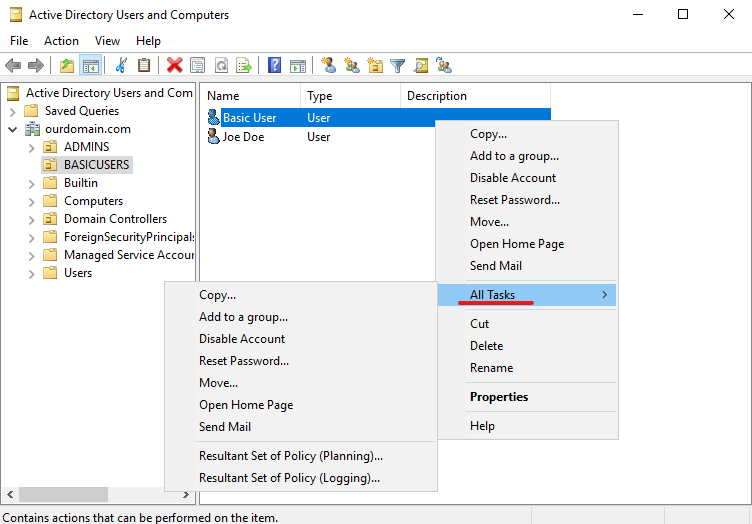 Active Directory Users and Computers
File Action View Help
Active Directory Users and Com
Saved Queries
ourdomain.com
ADMINS
BASICUSERS
Builtin
Computers
Domain Controllers
ForeignSecurityPrincipals
Managed Service Accour
Users
Name Type Description
Basic User User
Joe Doe User
Copy...
Add to a group...
Disable Account
Reset Password...
Move...
Open Home Page
Send Mail
All Tasks
Cut
Delete
Rename
Properties
Help
Copy...
Add to a group...
Disable Account
Reset Password...
Move...
Open Home Page
Send Mail
Resultant Set of Policy (Planning)...
Resultant Set of Policy (Logging)...
Contains actions that can be performed on the item.